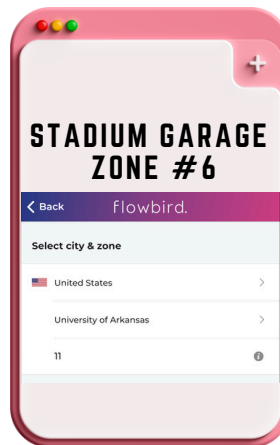 STADIUM GARAGE
ZONE #6
Back flowbird.
Select city & zone
United States
University of Arkansas
11